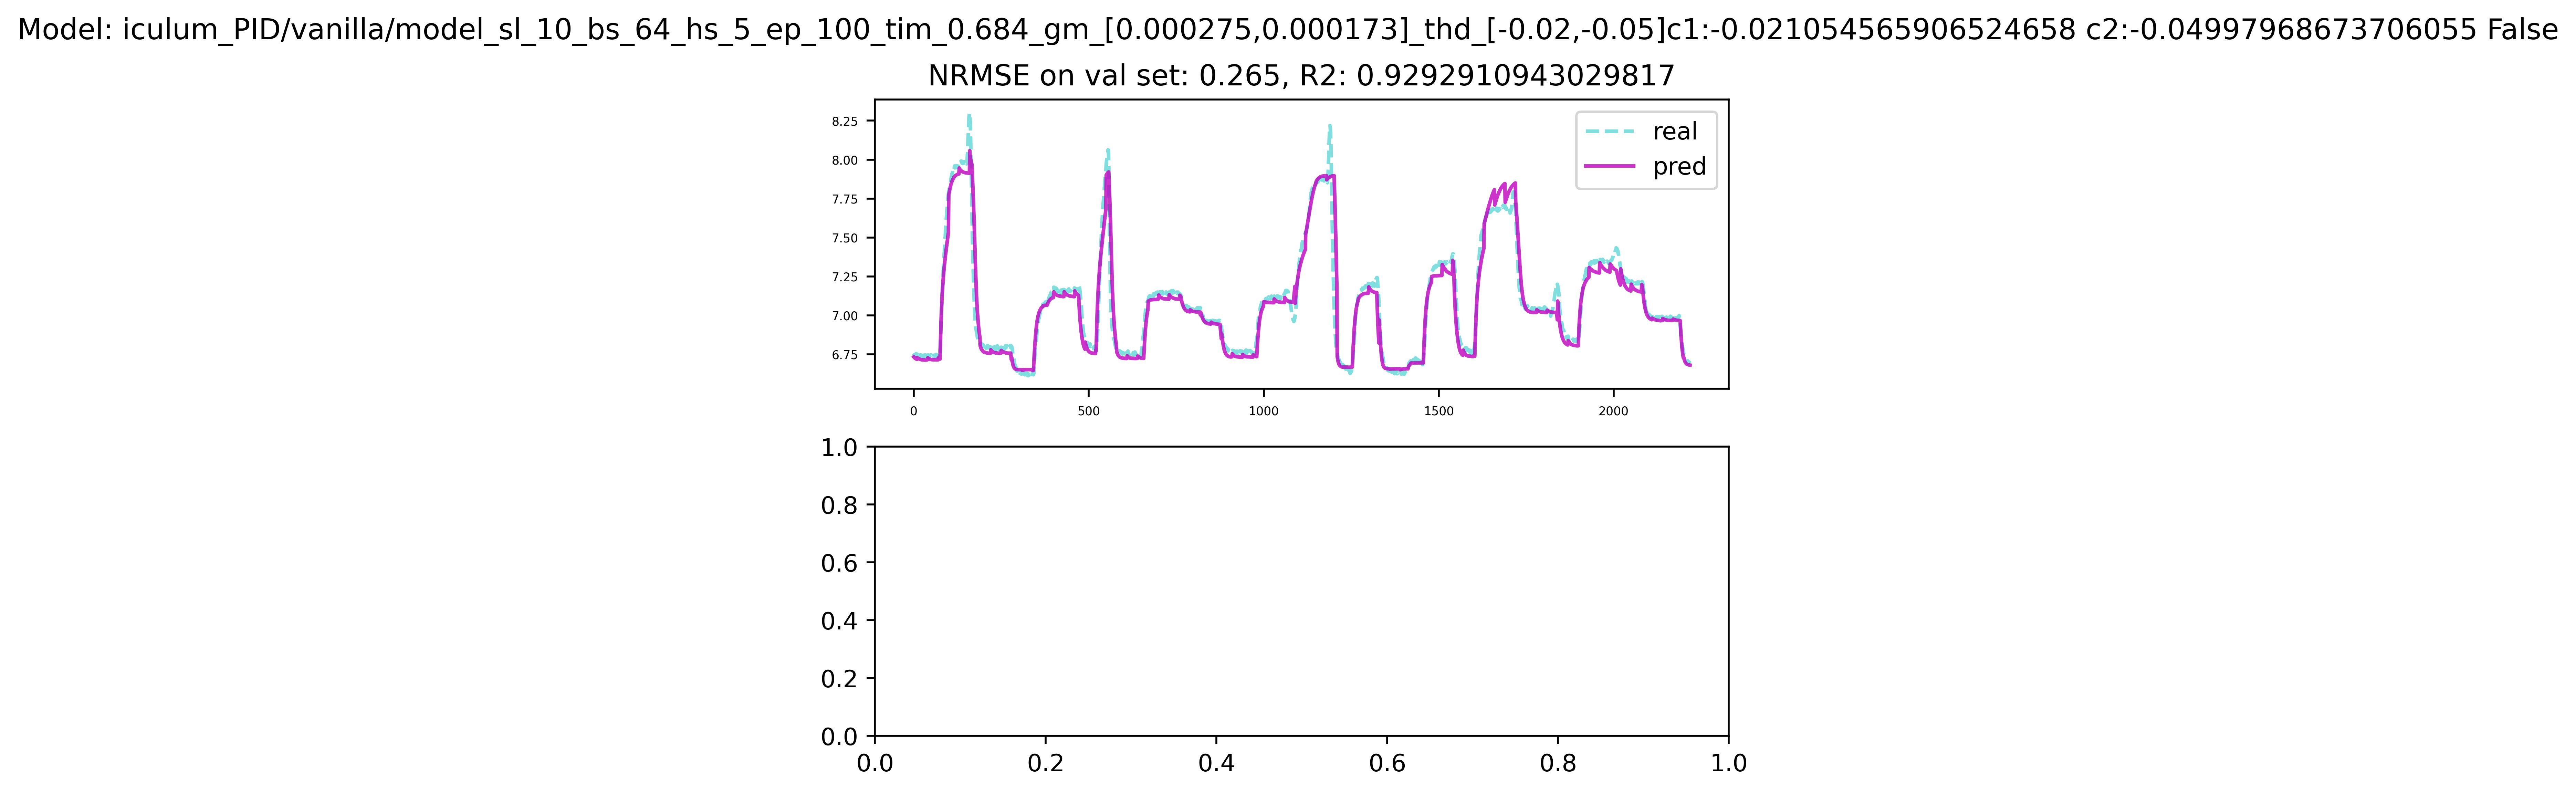 Model: iculum_PID/vanilla/model_sl_10_bs_64_hs_5_ep_100_tim_0.684_gm_[0.000275,0.000173]_thd_[-0.02,-0.05]c1:-0.021054565906524658 c2:-0.04997968673706055 False
NRMSE on val set: 0.265, R2: 0.9292910943029817
8.25
8.00
7.75
7.50
7.25
7.00
6.75
real
pred
0 500 1000 1500 2000
1.0
0.8
0.6
0.4
0.2
0.0
0.0 0.2 0.4 0.6 0.8 1.0